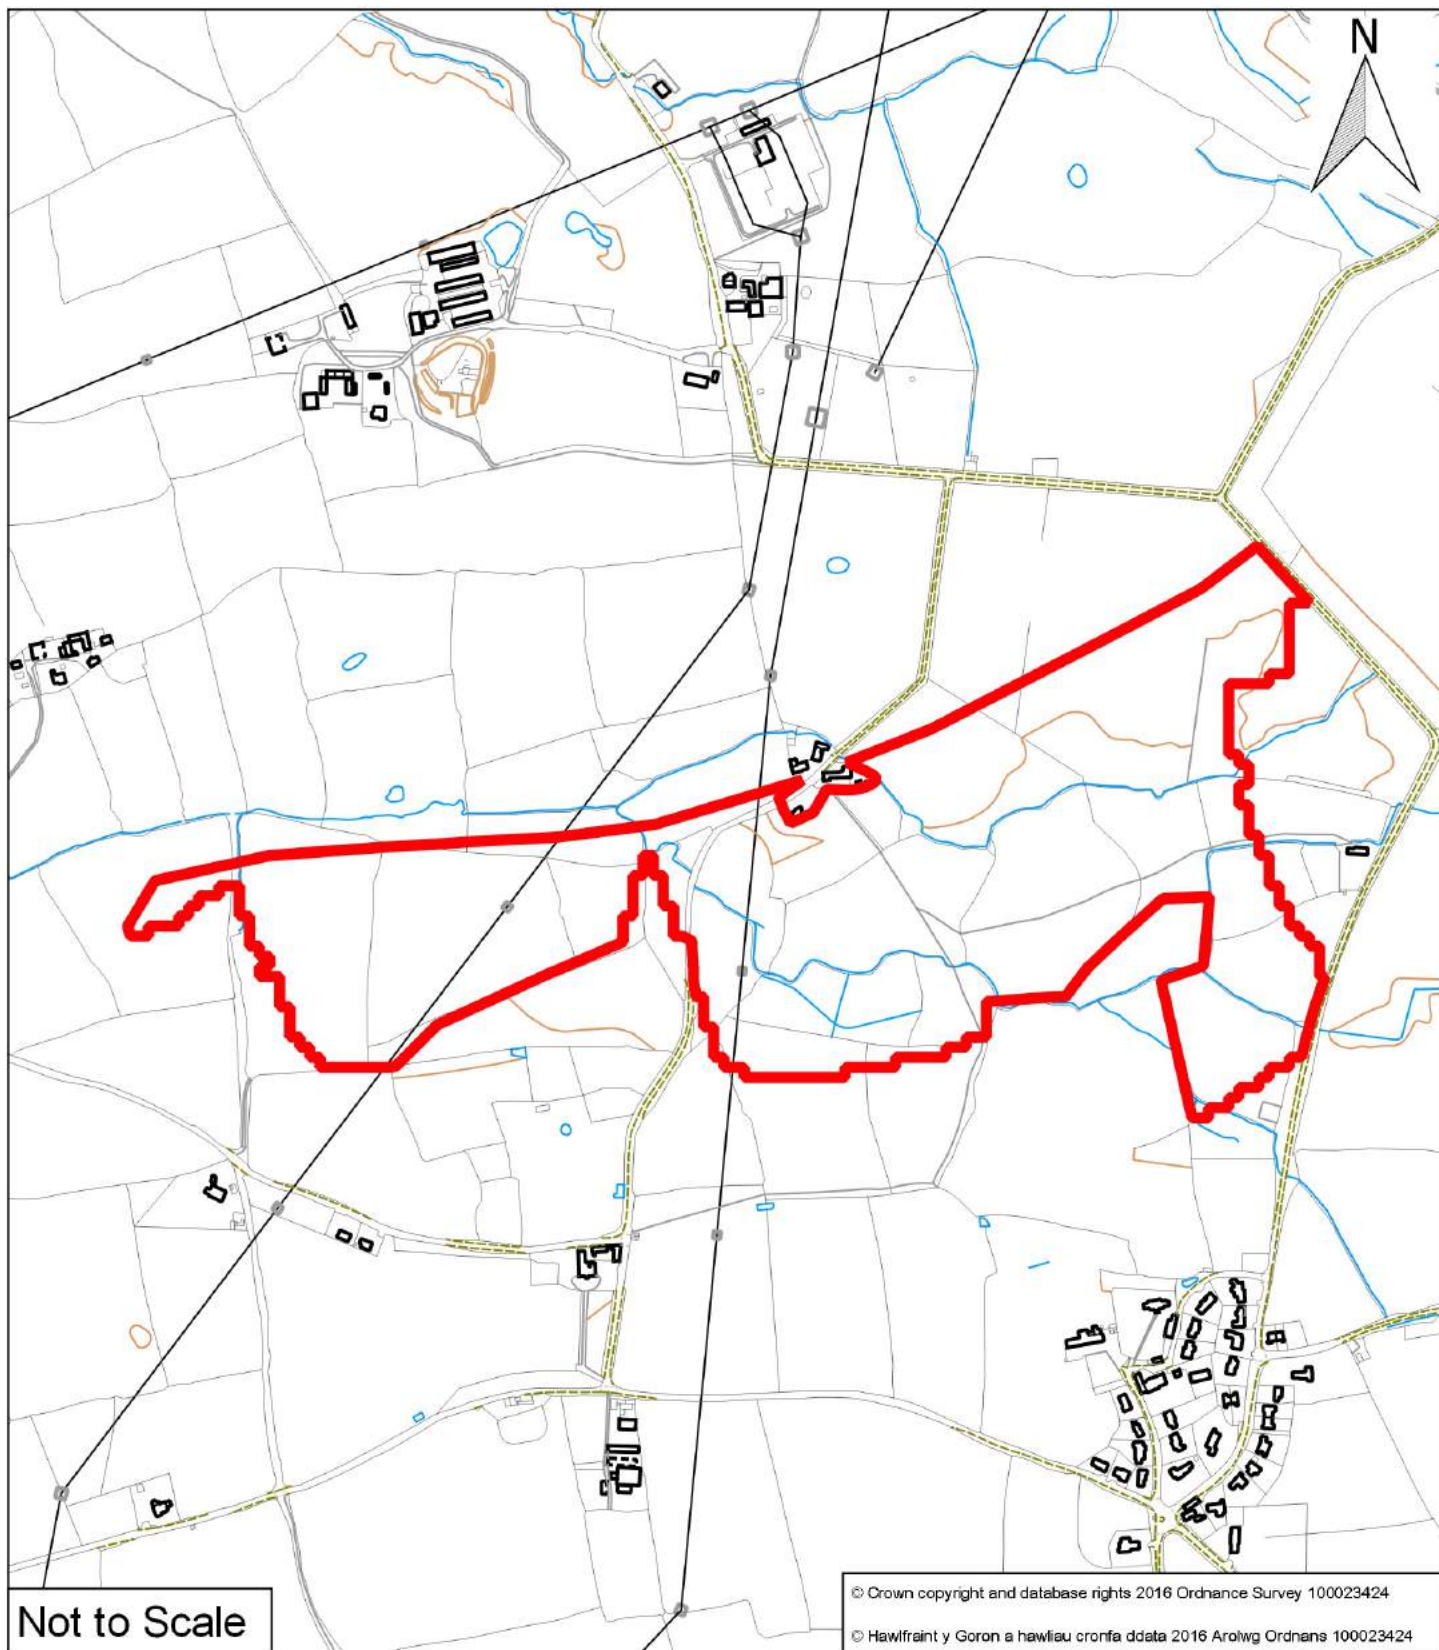 N
Not to Scale
© Crown copyright and database rights 2016 Ordnance Survey 100023424
© Hawlfraint y Goron a hawliau cronfa ddata 2016 Arolwg Ordnans 100023424